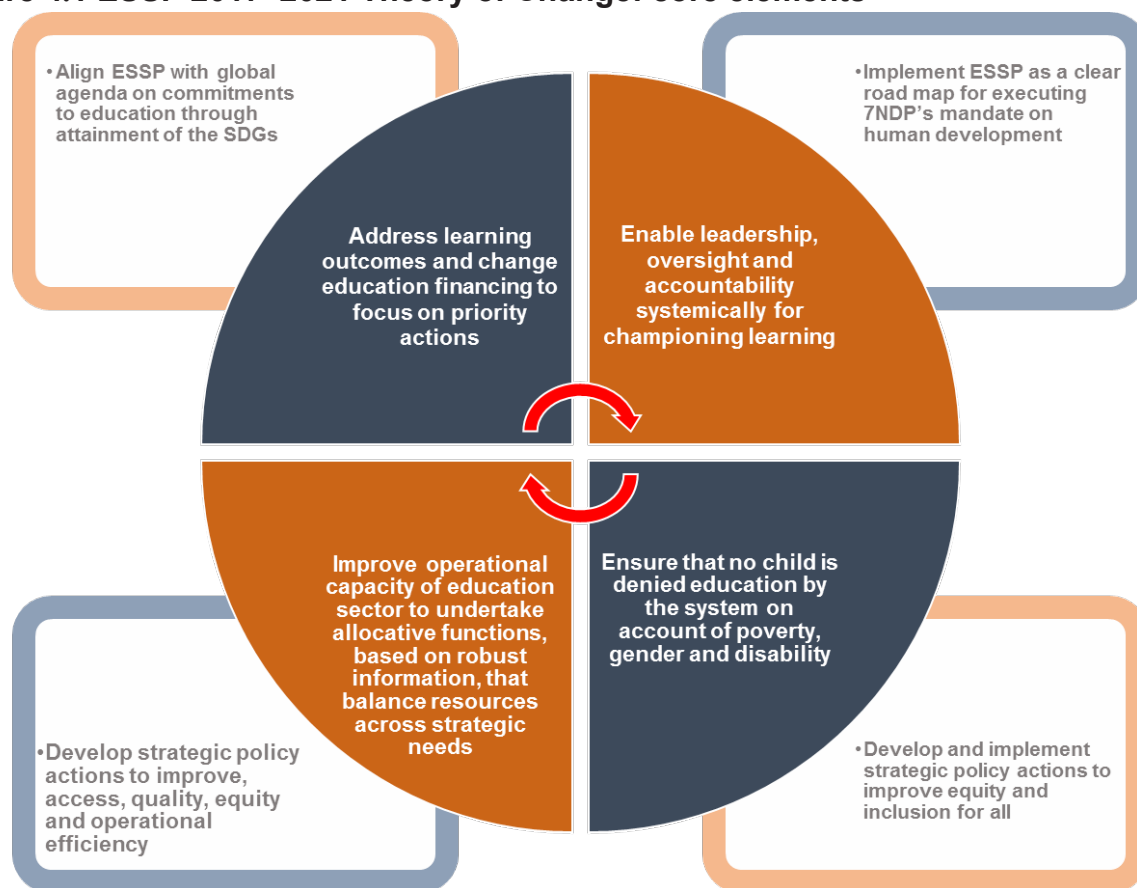 • Align ESSP with global
agenda on commitments
to education through
attainment of the SDGs
• Implement ESSP as a clear
road map for executing
7NDP's mandate on
human development
Address learning
outcomes and change
education financing to
focus on priority
actions
Enable leadership,
oversight and
accountability
systemically for
championing learning
Improve operational
capacity of education
sector to undertake
allocative functions,
based on robust
information, that
balance resources
across strategic
needs
Ensure that no child is
denied education by
the system on
account of poverty,
gender and disability
• Develop strategic policy
actions to improve,
access, quality, equity
and operational
efficiency
• Develop and implement
strategic policy actions to
improve equity and
inclusion for all